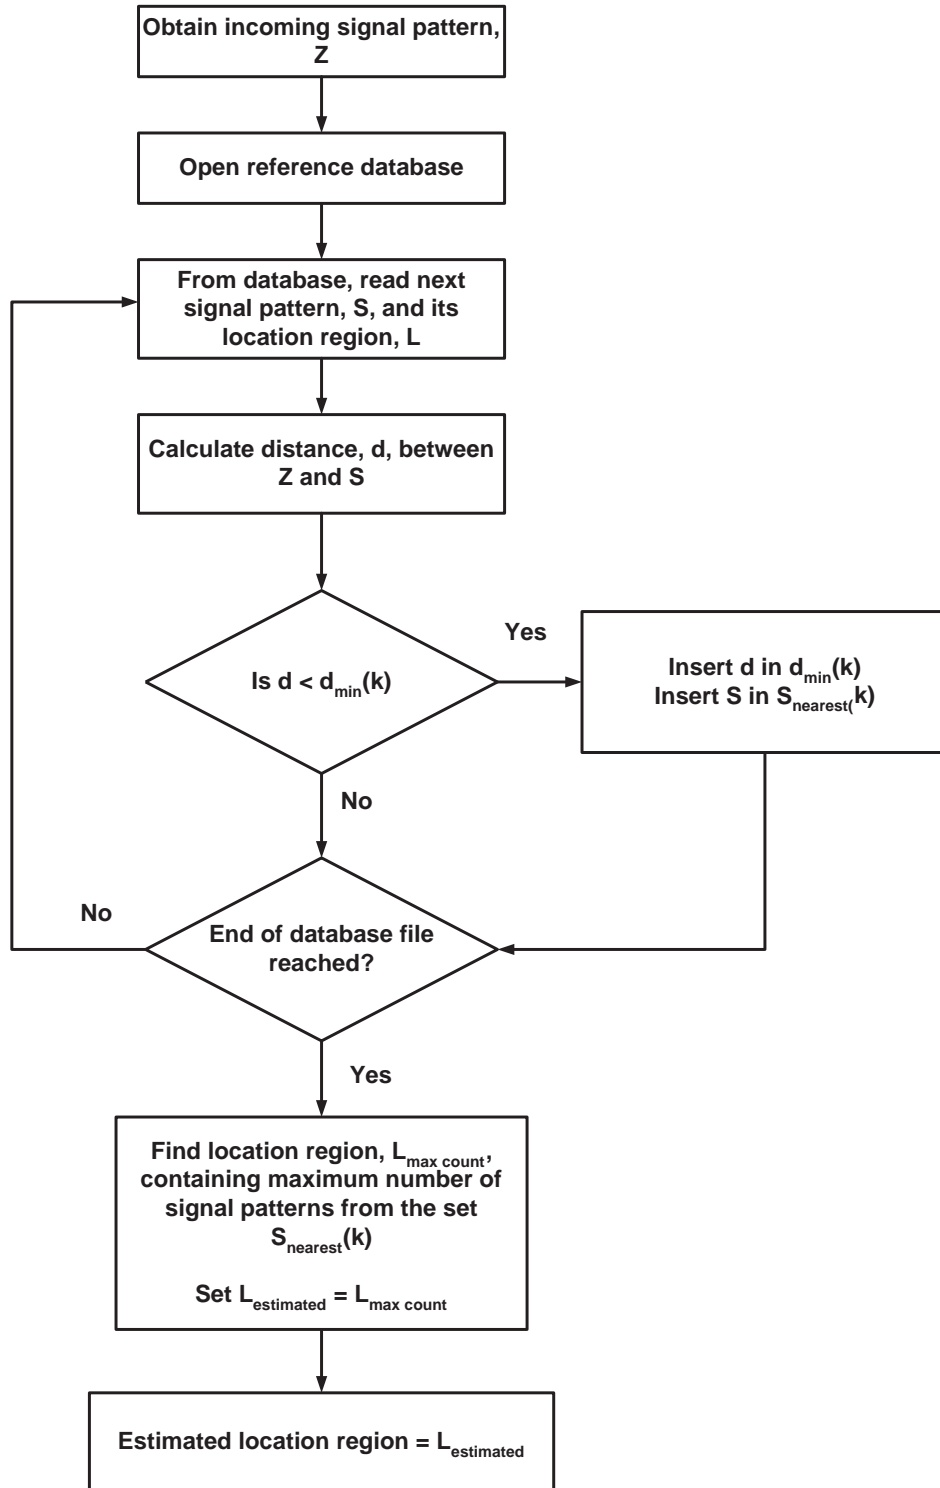 Obtain incoming signal pattern,
Z
Open reference database
From database, read next
signal pattern, S, and its
location region, L
Calculate distance, d, between
Z and S
Is d < dmin(k)
Yes
Insert d in dmin(k)
Insert S in Snearest(k)
No
End of database file
reached?
No
Yes
Find location region, Lmax count,
containing maximum number of
signal patterns from the set
Snearest(k)
Set Lestimated = Lmax count
Estimated location region = Lestimated